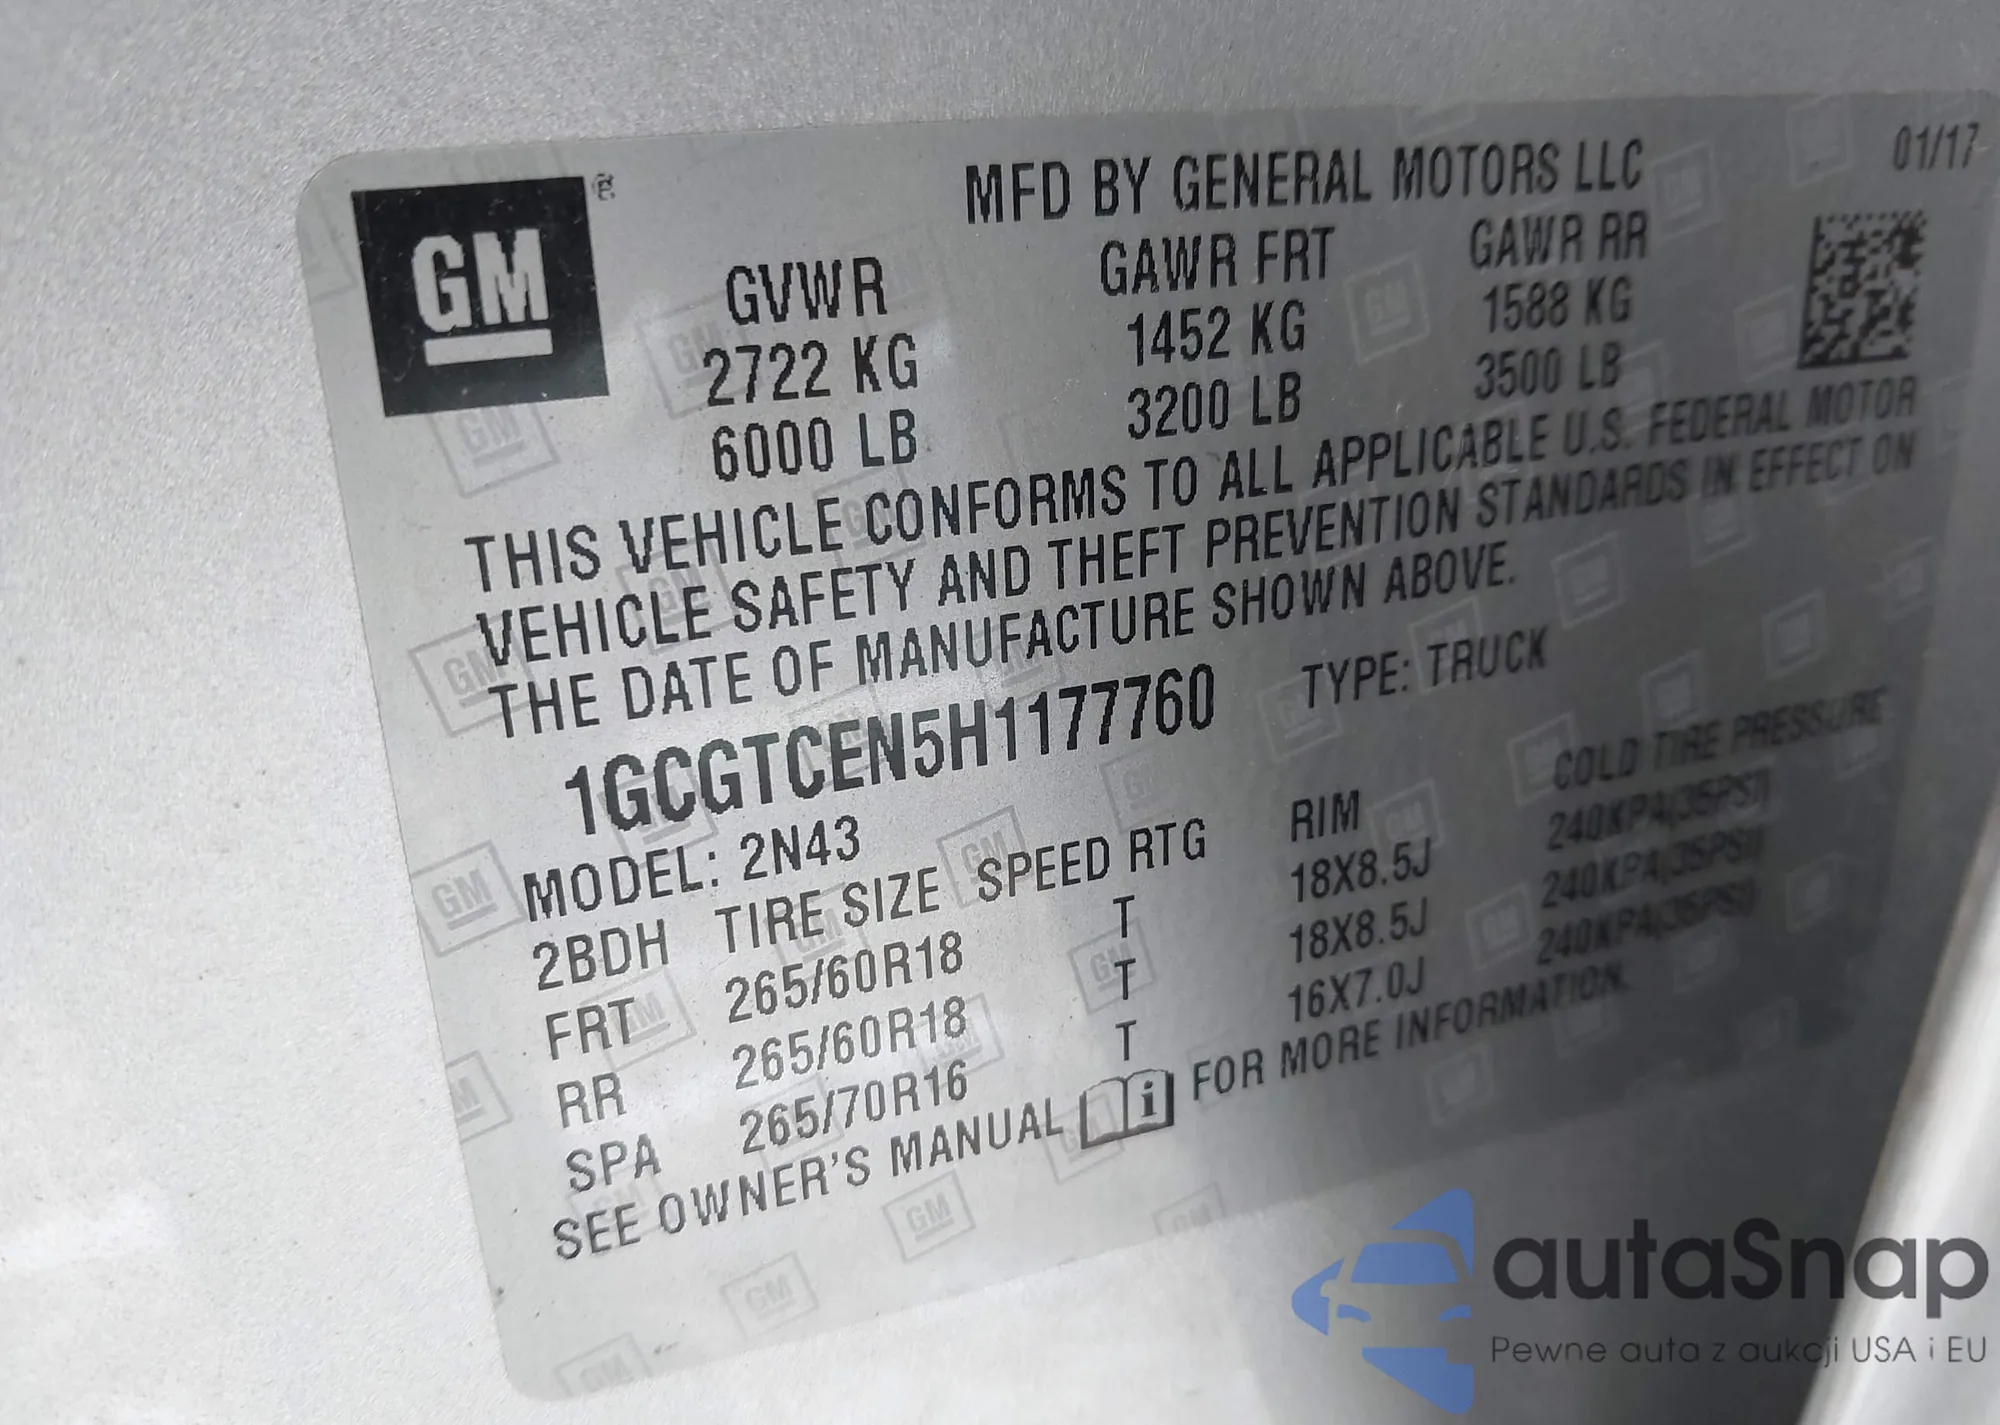 GM ®
MFD BY GENERAL MOTORS LLC 01/17
GVWR GAWR FRT GAWR RR
2722 KG 1452 KG 1588 KG
6000 LB 3200 LB 3500 LB
THIS VEHICLE CONFORMS TO ALL APPLICABLE U.S. FEDERAL MOTOR
VEHICLE SAFETY AND THEFT PREVENTION STANDARDS IN EFFECT ON
THE DATE OF MANUFACTURE SHOWN ABOVE.
1GCGTCEN5H1177760 TYPE: TRUCK
MODEL: 2N43
2BDH TIRE SIZE SPEED RTG RIM COLD TIRE PRESSURE
FRT 265/60R18 T 18X8.5J 240KPA(35PSI)
RR 265/60R18 T 18X8.5J 240KPA(35PSI)
SPA 265/70R16 T 16X7.0J 240KPA(35PSI)
SEE OWNER'S MANUAL i FOR MORE INFORMATION.
autaSnap
Pewne auta z aukcji USA i EU